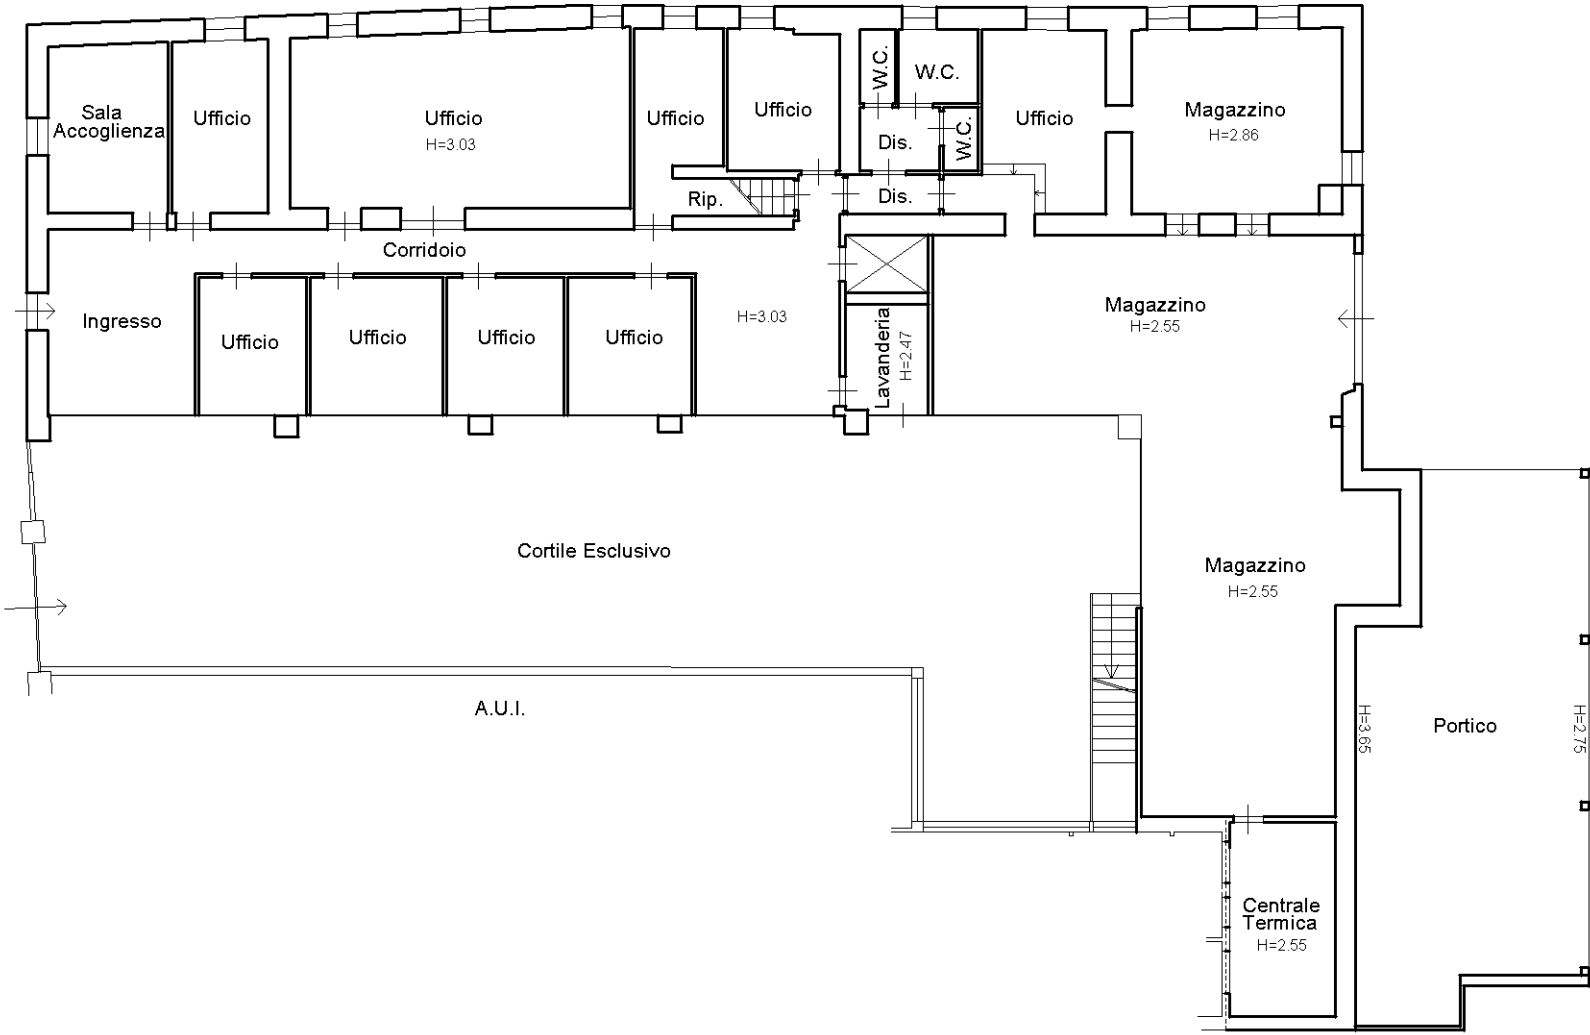 Sala
Accoglienza
Ufficio
Ufficio
H=3.03
Ufficio
Ufficio
W.C.
W.C.
Dis.
W.C.
Ufficio
Magazzino
H=2.86
Rip.
Dis.
Corridoio
Ingresso
Ufficio
Ufficio
Ufficio
Ufficio
H=3.03
Lavanderia
H=2.47
Magazzino
H=2.55
Cortile Esclusivo
Magazzino
H=2.55
A.U.I.
H=3.65
Portico
H=2.75
Centrale
Termica
H=2.55